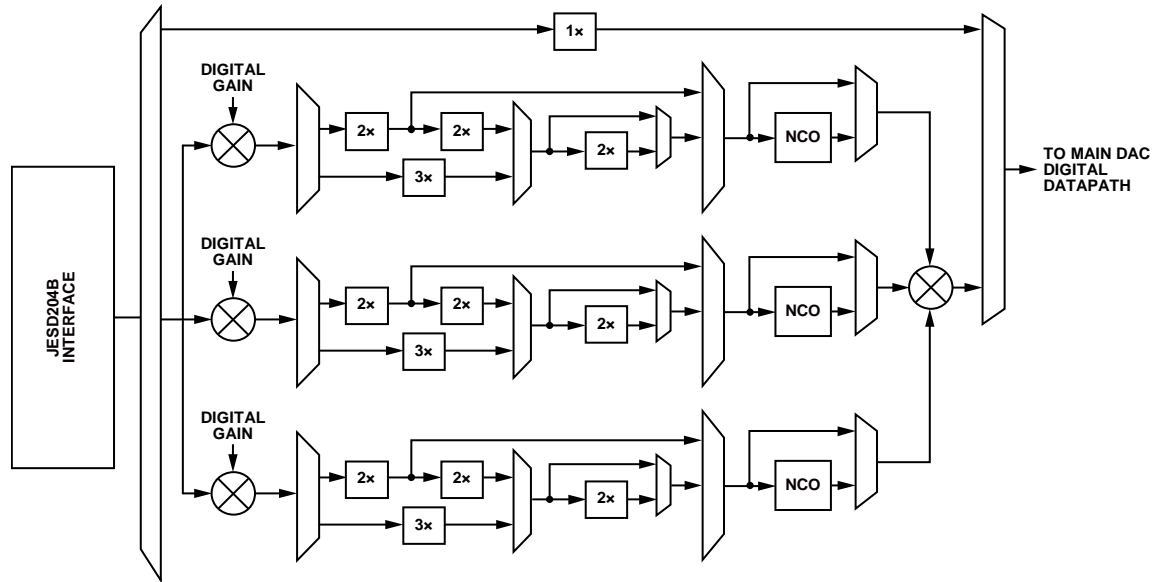 1×
DIGITAL
GAIN
2×
2×
2×
3×
NCO
TO MAIN DAC
DIGITAL
DATAPATH
JESD204B
INTERFACE
DIGITAL
GAIN
2×
2×
2×
3×
NCO
DIGITAL
GAIN
2×
2×
2×
3×
NCO